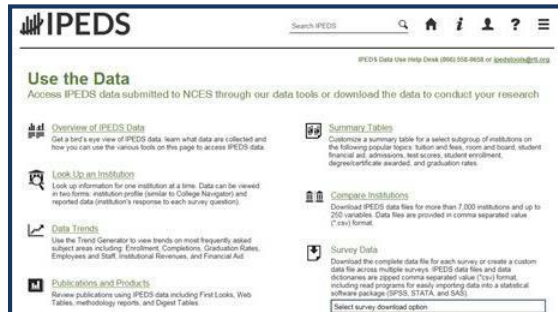 IPEDS
Search IPEDS
IPEDS Data Use Help Desk (866) 558-0658 or ipedstools@rti.org
Use the Data
Access IPEDS data submitted to NCES through our data tools or download the data to conduct your research
Overview of IPEDS Data
Get a bird's eye view of IPEDS data: learn what data are collected and
how you can use the various tools on this page to access IPEDS data.
Look Up an Institution
Look up information for one institution at a time. Data can be viewed
in two forms: institution profile (similar to College Navigator) and
reported data (institution's response to each survey question).
Data Trends
Use the Trend Generator to view trends on most frequently asked
subject areas including: Enrollment, Completions, Graduation Rates,
Employees and Staff, Institutional Revenues, and Financial Aid.
Publications and Products
Review publications using IPEDS data including First Looks, Web
Tables, methodology reports, and Digest Tables.
Summary Tables
Customize a summary table for a select subgroup of institutions on
the following popular topics: tuition and fees, room and board, student
financial aid, admissions, test scores, student enrollment,
degree/certificate awarded, and graduation rates.
Compare Institutions
Download IPEDS data files for more than 7,000 institutions and up to
250 variables. Data files are provided in comma separated value
(*.csv) format.
Survey Data
Download the complete data file for each survey or create a custom
data file across multiple surveys. IPEDS data files and data
dictionaries are zipped comma separated value (*csv) format,
including read programs for easily importing data into a statistical
software package (SPSS, STATA, and SAS).
Select survey download option